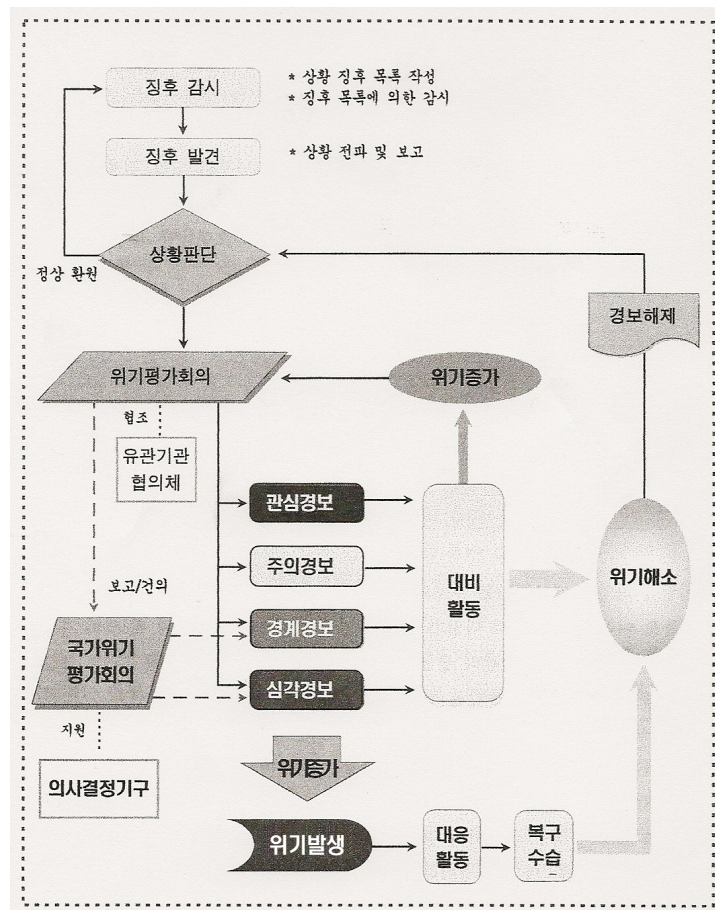 징후 감시
* 상황 징후 목록 작성
* 징후 목록에 의한 감시
징후 발견
* 상황 전파 및 보고
상황판단
정상 환원
경보해제
위기평가회의
위기증가
협조
유관기관
협의체
관심경보
주의경보
대비
활동
위기해소
보고/건의
경계경보
국가위기
평가회의
심각경보
지원
위기증가
의사결정기구
위기발생
대응
활동
복구
수습